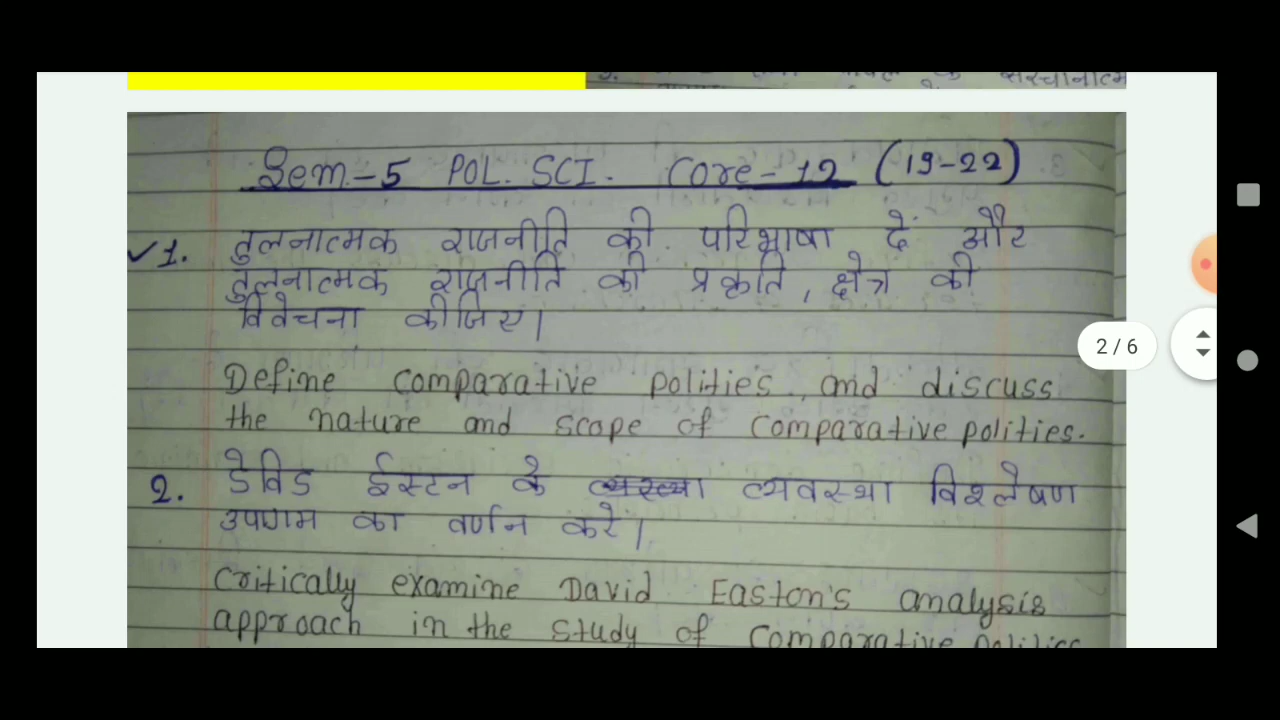 Sem-5 POL. SCI. Core-12 (19-22)
1. तुलनात्मक राजनीति की परिभाषा दें और
तुलनात्मक राजनीति की प्रकृति, क्षेत्र की
विवेचना कीजिए।
Define comparative polities and discuss
the nature and scope of comparative polities.
2. डेविड ईस्टन के व्यवस्था विश्लेषण
उपागम का वर्णन करे।
Critically examine David Easton's analysis
approach in the study of Comparative
2/6